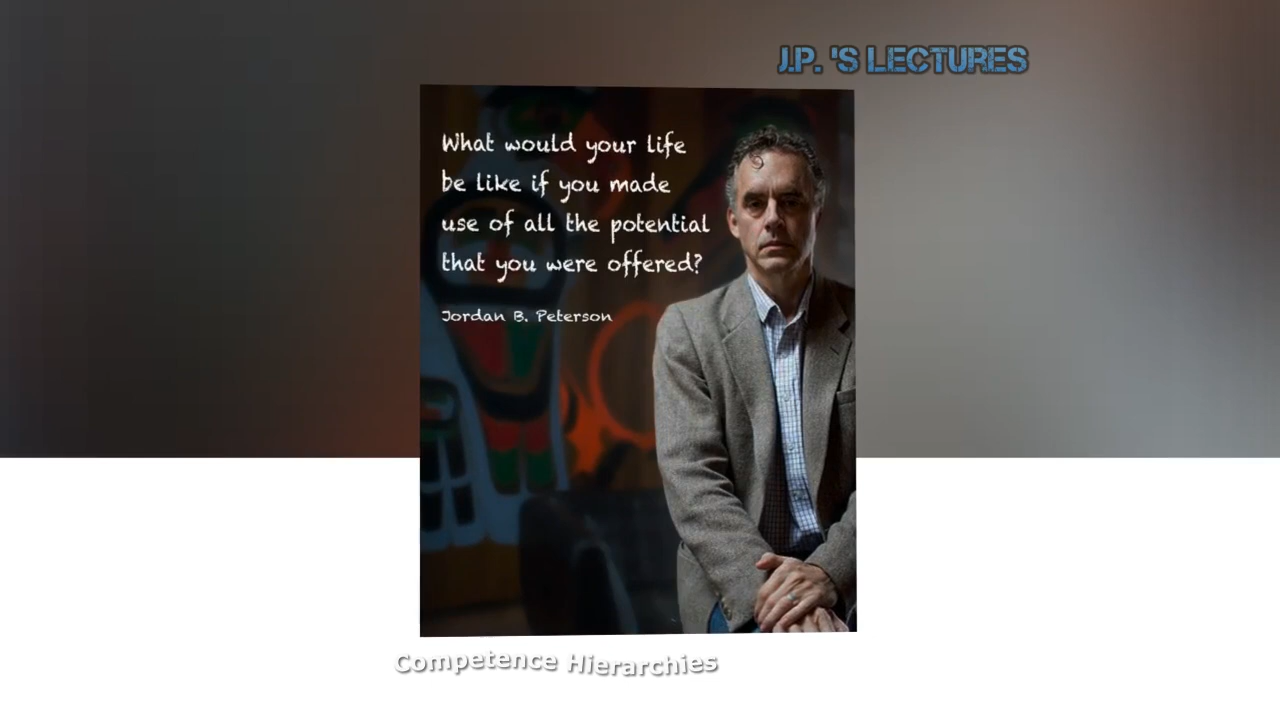 J.P. 'S LECTURES
What would your life
be like if you made
use of all the potential
that you were offered?
Jordan B. Peterson
Competence Hierarchies